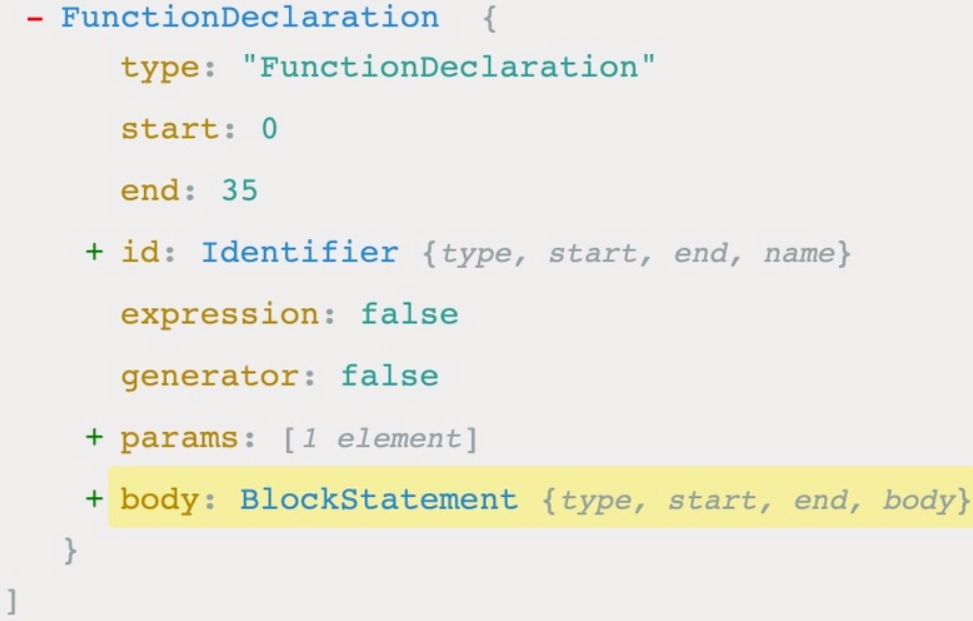 - FunctionDeclaration {
type: "FunctionDeclaration"
start: 0
end: 35
+ id: Identifier {type, start, end, name}
expression: false
generator: false
+ params: [1 element]
+ body: BlockStatement {type, start, end, body}
}
]